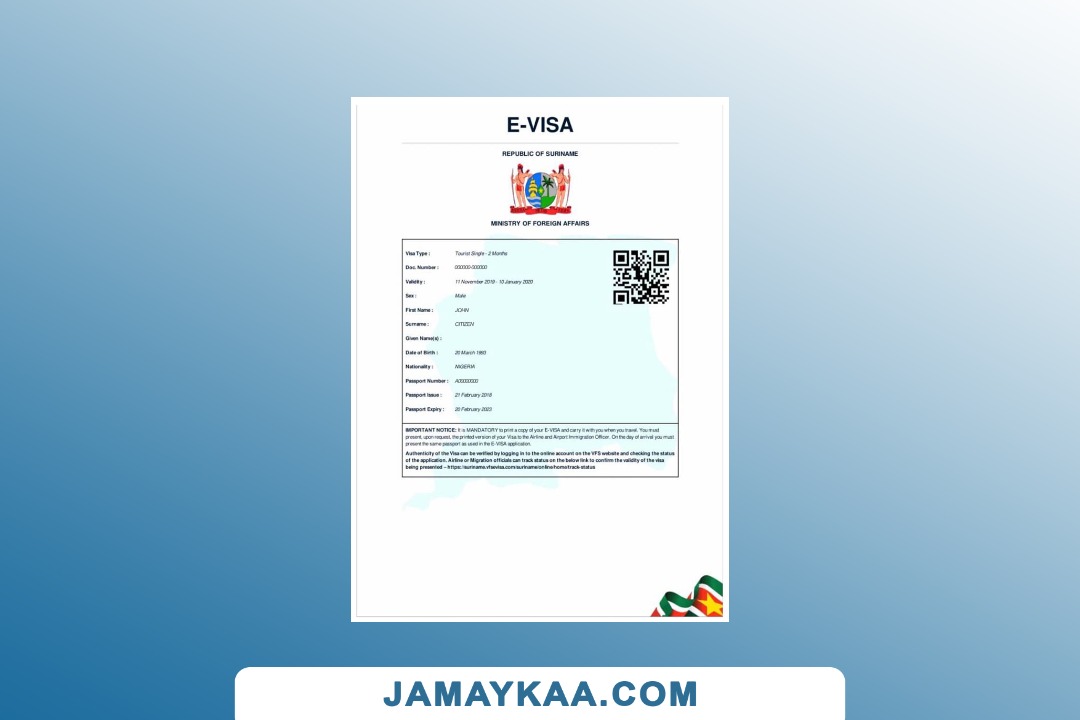 E-VISA
REPUBLIC OF SURINAME
MINISTRY OF FOREIGN AFFAIRS
Visa Type : Tourist Single - 2 Months
Doc. Number : 000000-000000
Validity : 11 November 2019 - 10 January 2020
Sex : Male
First Name : JOHN
Surname : CITIZEN
Given Name(s) :
Date of Birth : 20 March 1983
Nationality : NIGERIA
Passport Number : A0000000
Passport Issue : 21 February 2018
Passport Expiry : 20 February 2023
IMPORTANT NOTICE: It is MANDATORY to print a copy of your E-VISA and carry it with you when you travel. You must
present, upon request, the printed version of your Visa to the Airline and Airport Immigration Officer. On the day of arrival you must
present the same passport as used in the E-VISA application.
Authenticity of the Visa can be verified by logging in to the online account on the VFS website and checking the status
of the application. Airline or Migration officials can track status on the below link to confirm the validity of the visa
being presented – https://suriname.vfsevisa.com/suriname/online/home/track-status
JAMAYKAA.COM